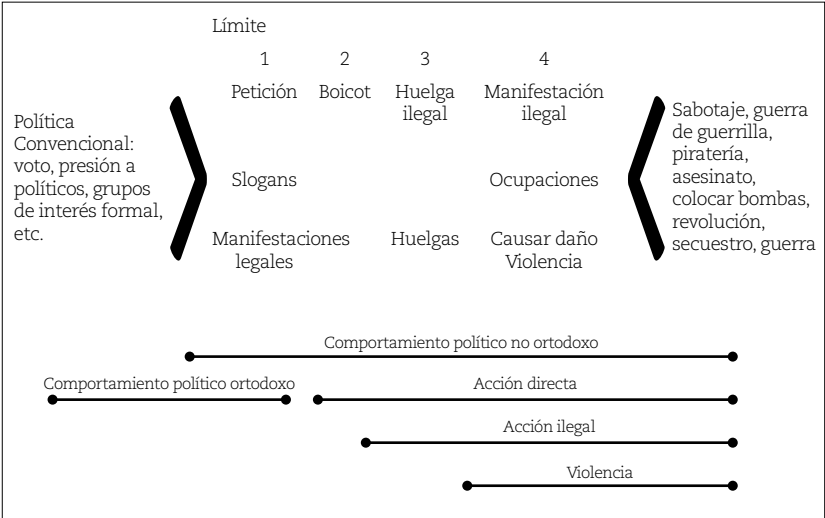 Límite
1 2 3 4
Petición Boicot Huelga ilegal Manifestación ilegal
Política
Convencional:
voto, presión a
políticos, grupos
de interés formal,
etc.
Slogans Ocupaciones
Manifestaciones legales Huelgas Causar daño
Violencia
Sabotaje, guerra
de guerrilla,
piratería,
asesinato,
colocar bombas,
revolución,
secuestro, guerra
Comportamiento político no ortodoxo
Comportamiento político ortodoxo Acción directa
Acción ilegal
Violencia